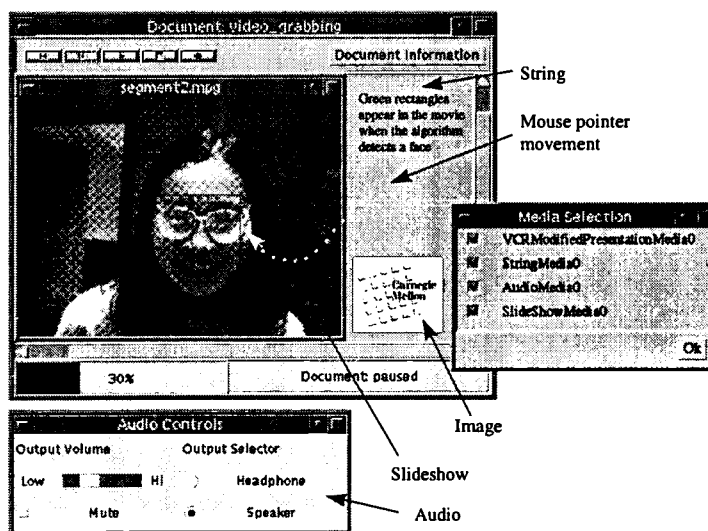 Document: video_grabbing
Document Information
segment2.mpg
Green rectangles
appear in the movie
when the algorithm
detects a face
String
Mouse pointer
movement
Media Selection
VCRModifiedPresentationMedia0
StringMedia0
AudioMedia0
SlideShowMedia0
Ok
Carnegie
Mellon
30%
Document: paused
Image
Slideshow
Audio
Audio Controls
Output Volume Output Selector
Low Hi Headphone
Mute Speaker